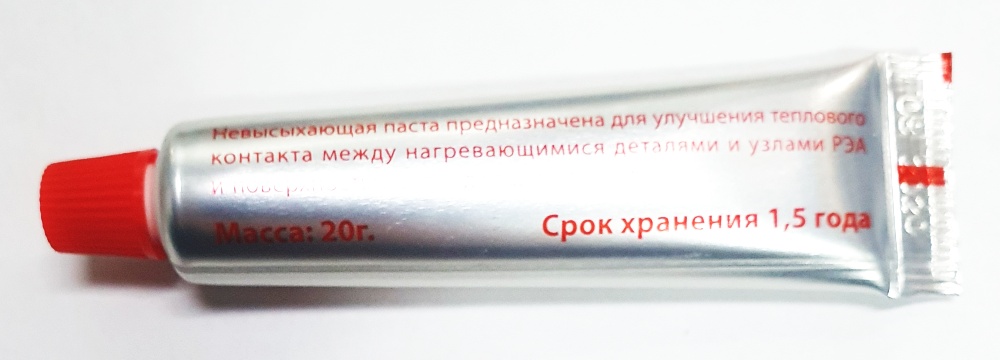 Невысыхающая паста предназначена для улучшения теплового
контакта между нагревающимися деталями и узлами РЭА
и
Масса: 20г.
Срок хранения 1,5 года